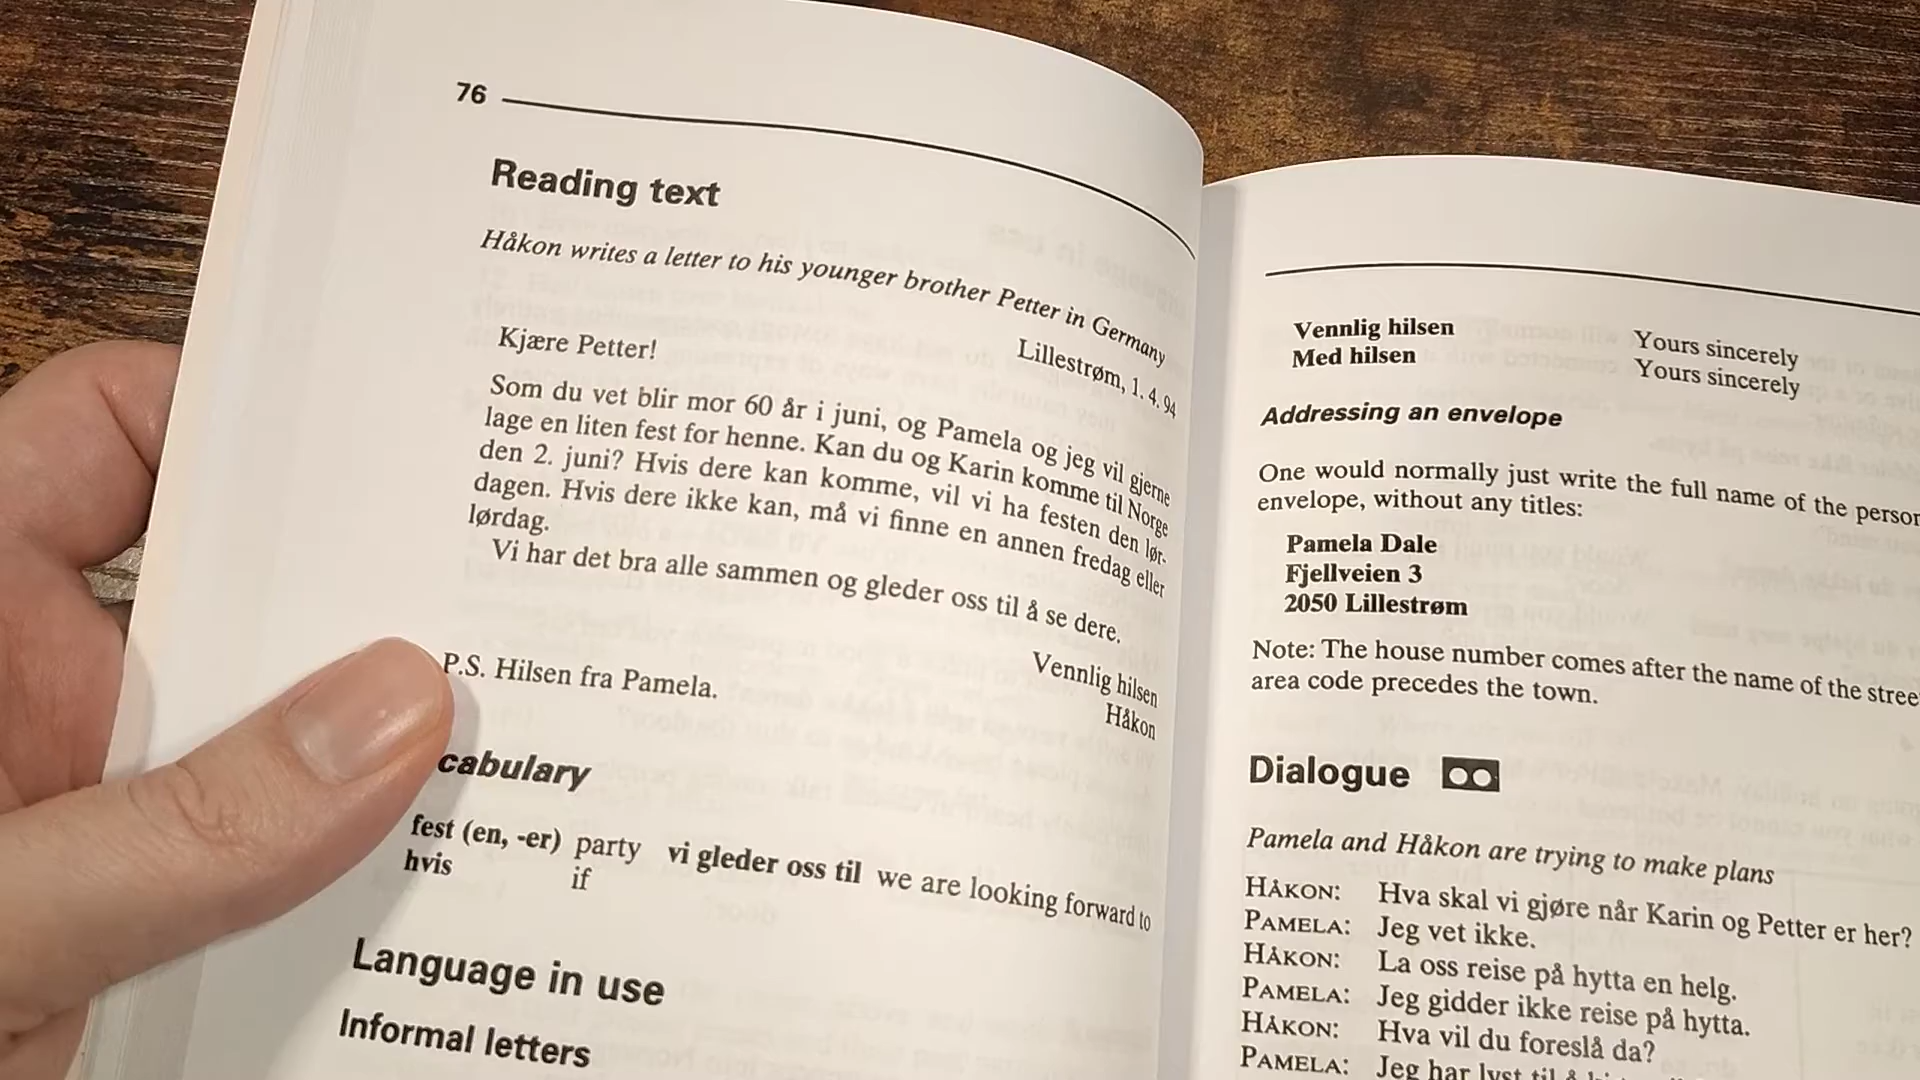 76
Reading text
Håkon writes a letter to his younger brother Petter in Germany
Lillestrøm, 1. 4. 94
Kjære Petter!
Som du vet blir mor 60 år i juni, og Pamela og jeg vil gjerne
lage en liten fest for henne. Kan du og Karin komme til Norge
den 2. juni? Hvis dere kan komme, vil vi ha festen den lør-
dagen. Hvis dere ikke kan, må vi finne en annen fredag eller
lørdag.
Vi har det bra alle sammen og gleder oss til å se dere.
Vennlig hilsen
Håkon
P.S. Hilsen fra Pamela.
cabulary
fest (en, -er) party vi gleder oss til we are looking forward to
hvis if
Language in use
Informal letters
Vennlig hilsen Yours sincerely
Med hilsen Yours sincerely
Addressing an envelope
One would normally just write the full name of the person
envelope, without any titles:
Pamela Dale
Fjellveien 3
2050 Lillestrøm
Note: The house number comes after the name of the stree
area code precedes the town.
Dialogue
Pamela and Håkon are trying to make plans
HÅKON: Hva skal vi gjøre når Karin og Petter er her?
PAMELA: Jeg vet ikke.
HÅKON: La oss reise på hytta en helg.
PAMELA: Jeg gidder ikke reise på hytta.
HÅKON: Hva vil du foreslå da?
PAMELA: Jeg har lyst til å